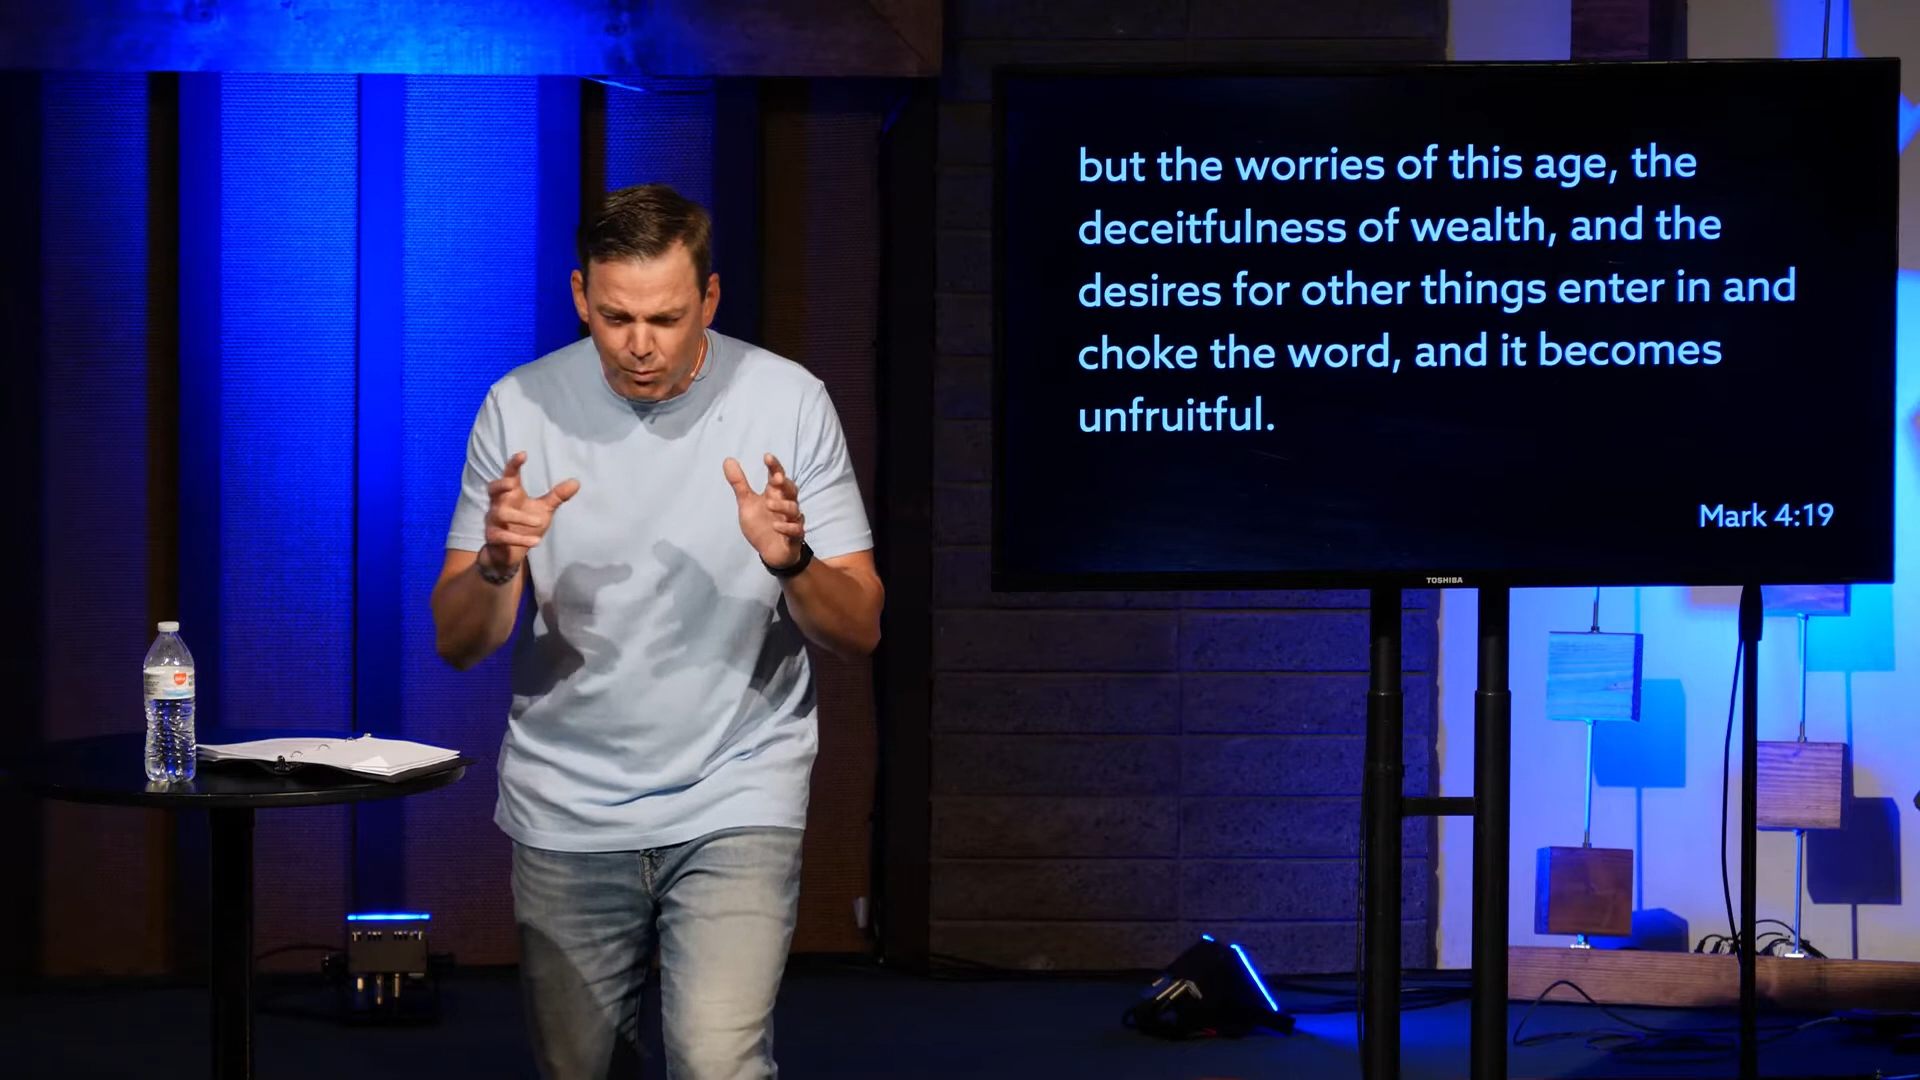 but the worries of this age, the
deceitfulness of wealth, and the
desires for other things enter in and
choke the word, and it becomes
unfruitful.
Mark 4:19
TOSHIBA